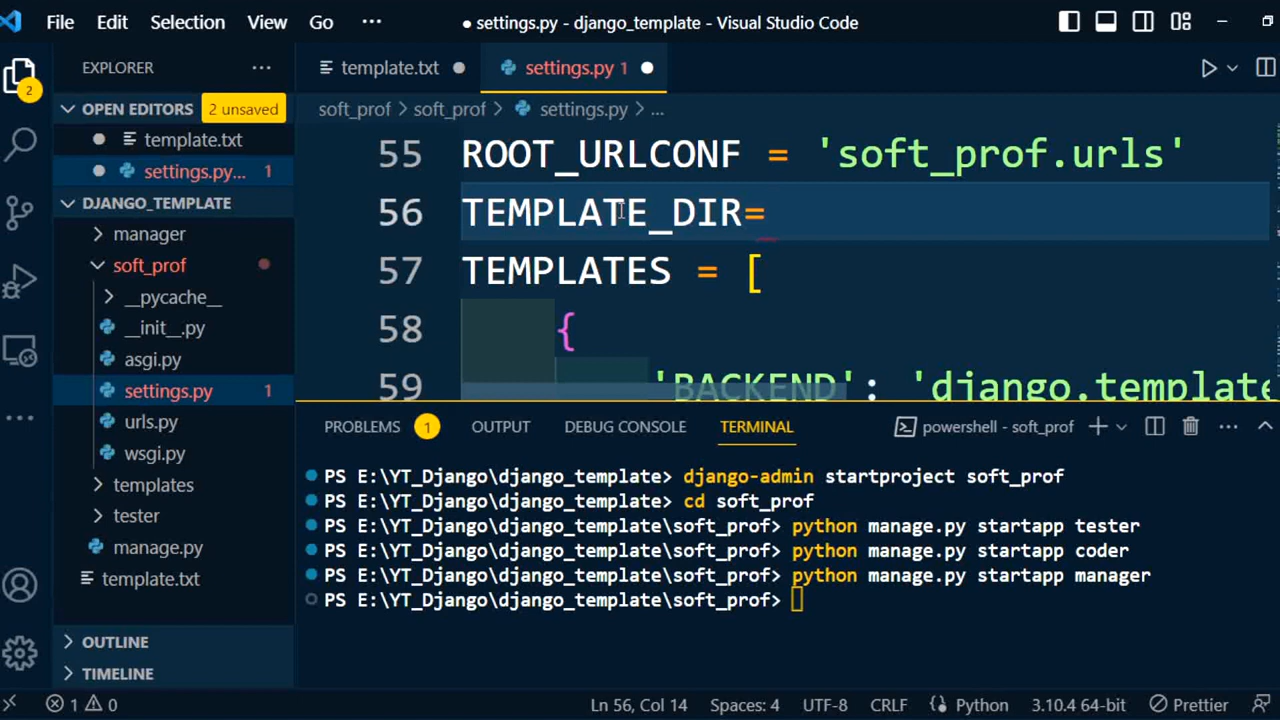 File Edit Selection View Go ··· ● settings.py - django_template - Visual Studio Code
EXPLORER ···
template.txt ●
settings.py 1 ●
2
OPEN EDITORS 2 unsaved
template.txt
settings.py... 1
DJANGO_TEMPLATE
manager
soft_prof
__pycache__
__init__.py
asgi.py
settings.py 1
urls.py
wsgi.py
templates
tester
manage.py
template.txt
OUTLINE
TIMELINE
soft_prof > soft_prof > settings.py > ...
55 ROOT_URLCONF = 'soft_prof.urls'
56 TEMPLATE_DIR=
57 TEMPLATES = [
58 {
59 'BACKEND': 'django.template
PROBLEMS 1 OUTPUT DEBUG CONSOLE TERMINAL powershell - soft_prof
PS E:\YT_Django\django_template> django-admin startproject soft_prof
PS E:\YT_Django\django_template> cd soft_prof
PS E:\YT_Django\django_template\soft_prof> python manage.py startapp tester
PS E:\YT_Django\django_template\soft_prof> python manage.py startapp coder
PS E:\YT_Django\django_template\soft_prof> python manage.py startapp manager
PS E:\YT_Django\django_template\soft_prof>
1 0 Ln 56, Col 14 Spaces: 4 UTF-8 CRLF Python 3.10.4 64-bit Prettier